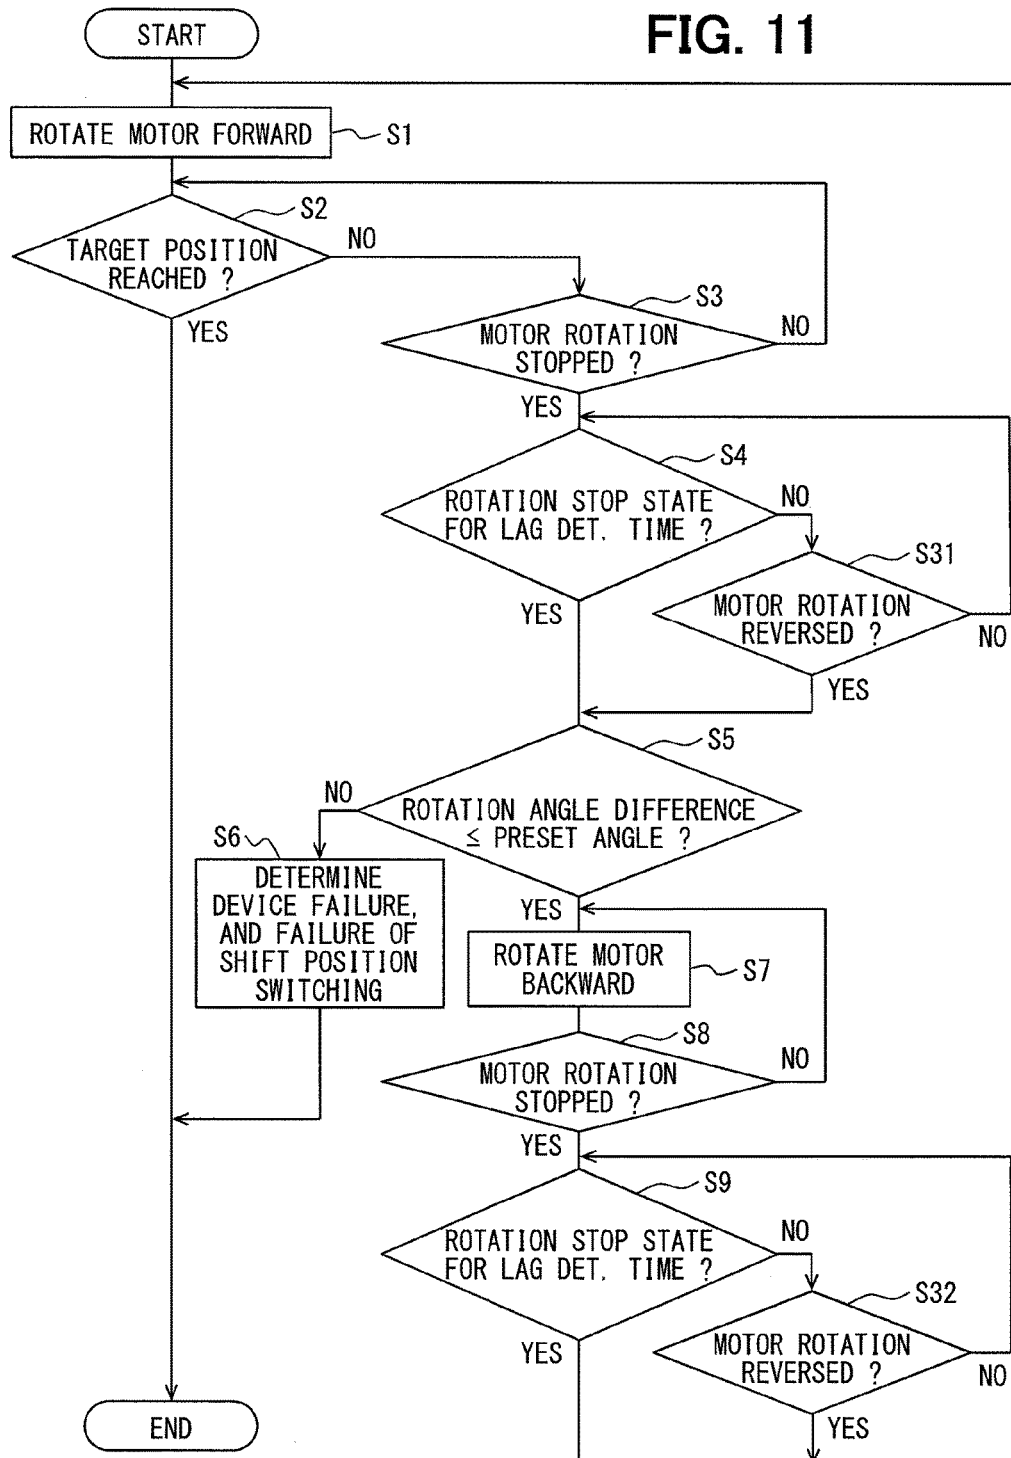 FIG. 11
START
ROTATE MOTOR FORWARD
S1
S2
TARGET POSITION
REACHED ?
NO
YES
S3
MOTOR ROTATION
STOPPED ?
NO
YES
S4
ROTATION STOP STATE
FOR LAG DET. TIME ?
NO
YES
S31
MOTOR ROTATION
REVERSED ?
NO
YES
S5
ROTATION ANGLE DIFFERENCE
≦ PRESET ANGLE ?
NO
YES
S6
DETERMINE
DEVICE FAILURE,
AND FAILURE OF
SHIFT POSITION
SWITCHING
ROTATE MOTOR
BACKWARD
S7
S8
MOTOR ROTATION
STOPPED ?
NO
YES
S9
ROTATION STOP STATE
FOR LAG DET. TIME ?
NO
YES
S32
MOTOR ROTATION
REVERSED ?
NO
YES
END